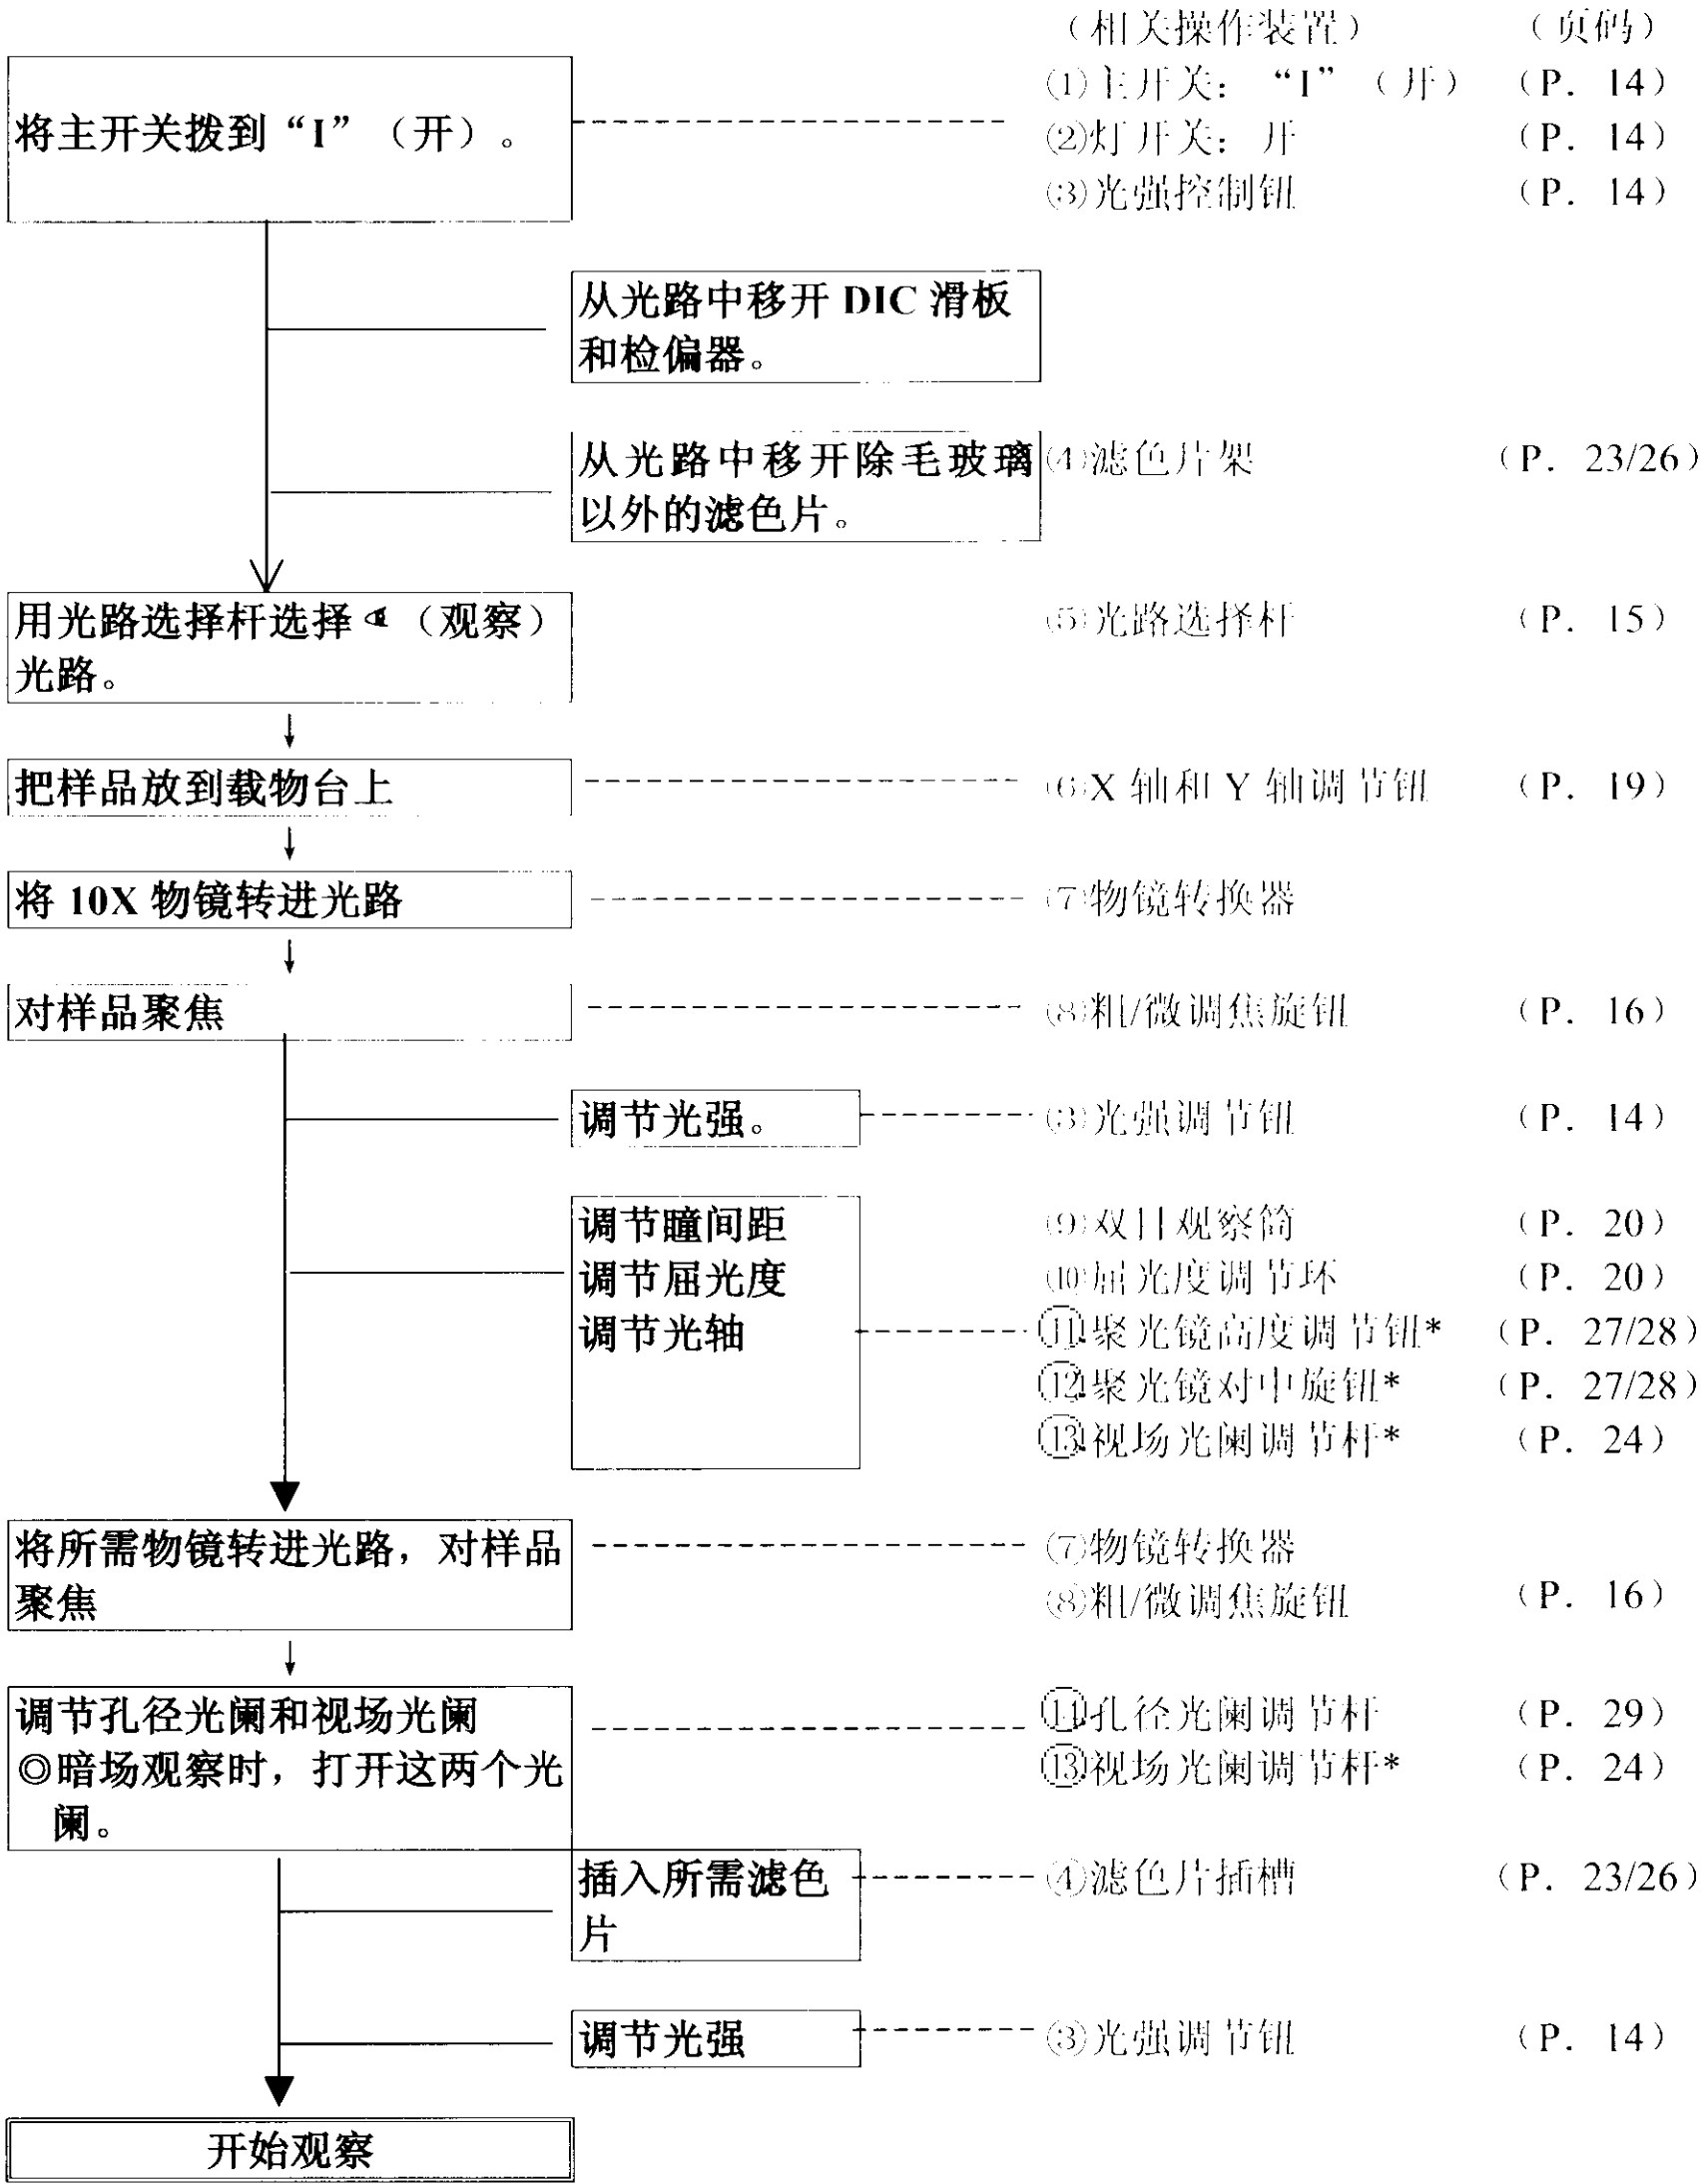 （相关操作装置） （页码）
将主开关拨到“I”（开）。
⑴主开关：“I”（开） （P. 14）
⑵灯开关：开 （P. 14）
⑶光强控制钮 （P. 14）
从光路中移开 DIC 滑板
和检偏器。
从光路中移开除毛玻璃
以外的滤色片。
⑷滤色片架 （P. 23/26）
用光路选择杆选择（观察）
光路。
⑸光路选择杆 （P. 15）
把样品放到载物台上
⑹X 轴和 Y 轴调节钮 （P. 19）
将 10X 物镜转进光路
⑺物镜转换器
对样品聚焦
⑻粗/微调焦旋钮 （P. 16）
调节光强。
⑶光强调节钮 （P. 14）
调节瞳间距
调节屈光度
调节光轴
⑼双目观察筒 （P. 20）
⑽屈光度调节环 （P. 20）
⑪聚光镜高度调节钮* （P. 27/28）
⑫聚光镜对中旋钮* （P. 27/28）
⑬视场光阑调节杆* （P. 24）
将所需物镜转进光路，对样品
聚焦
⑺物镜转换器
⑻粗/微调焦旋钮 （P. 16）
调节孔径光阑和视场光阑
◎暗场观察时，打开这两个光
阑。
⑭孔径光阑调节杆 （P. 29）
⑬视场光阑调节杆* （P. 24）
插入所需滤色
片
④滤色片插槽 （P. 23/26）
调节光强
③光强调节钮 （P. 14）
开始观察